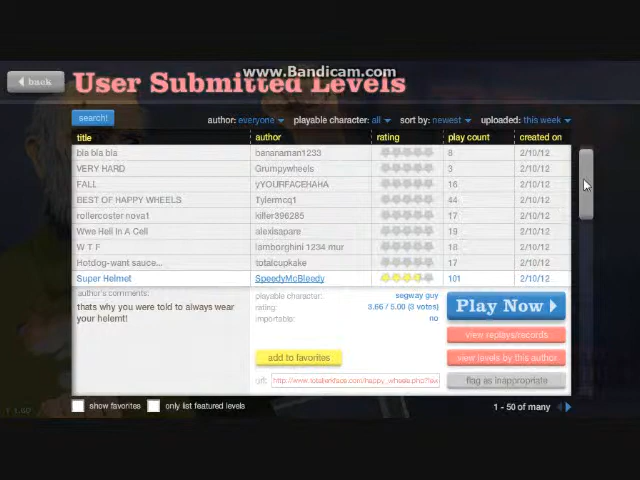 www.Bandicam.com
back
User Submitted Levels
search!
author: everyone playable character: all sort by: newest uploaded: this week
title author rating play count created on
bla bla bla bananaman1233 8 2/10/12
VERY HARD Grumpywheels 3 2/10/12
FALL yYOURFACEHAHA 16 2/10/12
BEST OF HAPPY WHEELS Tylermcq1 44 2/10/12
rollercoster nova1 killer396285 17 2/10/12
Wwe Hell In A Cell alexisapare 19 2/10/12
W T F lamborghini 1234 mur 18 2/10/12
Hotdog-want sauce... totalcupkake 17 2/10/12
Super Helmet SpeedyMcBleedy 101 2/10/12
author's comments:
thats why you were told to always wear
your helemt!
playable character: segway guy
rating: 3.66 / 5.00 (3 votes)
importable: no
Play Now
view replays/records
add to favorites
view levels by this author
url:
flag as inappropriate
show favorites only list featured levels
1 - 50 of many